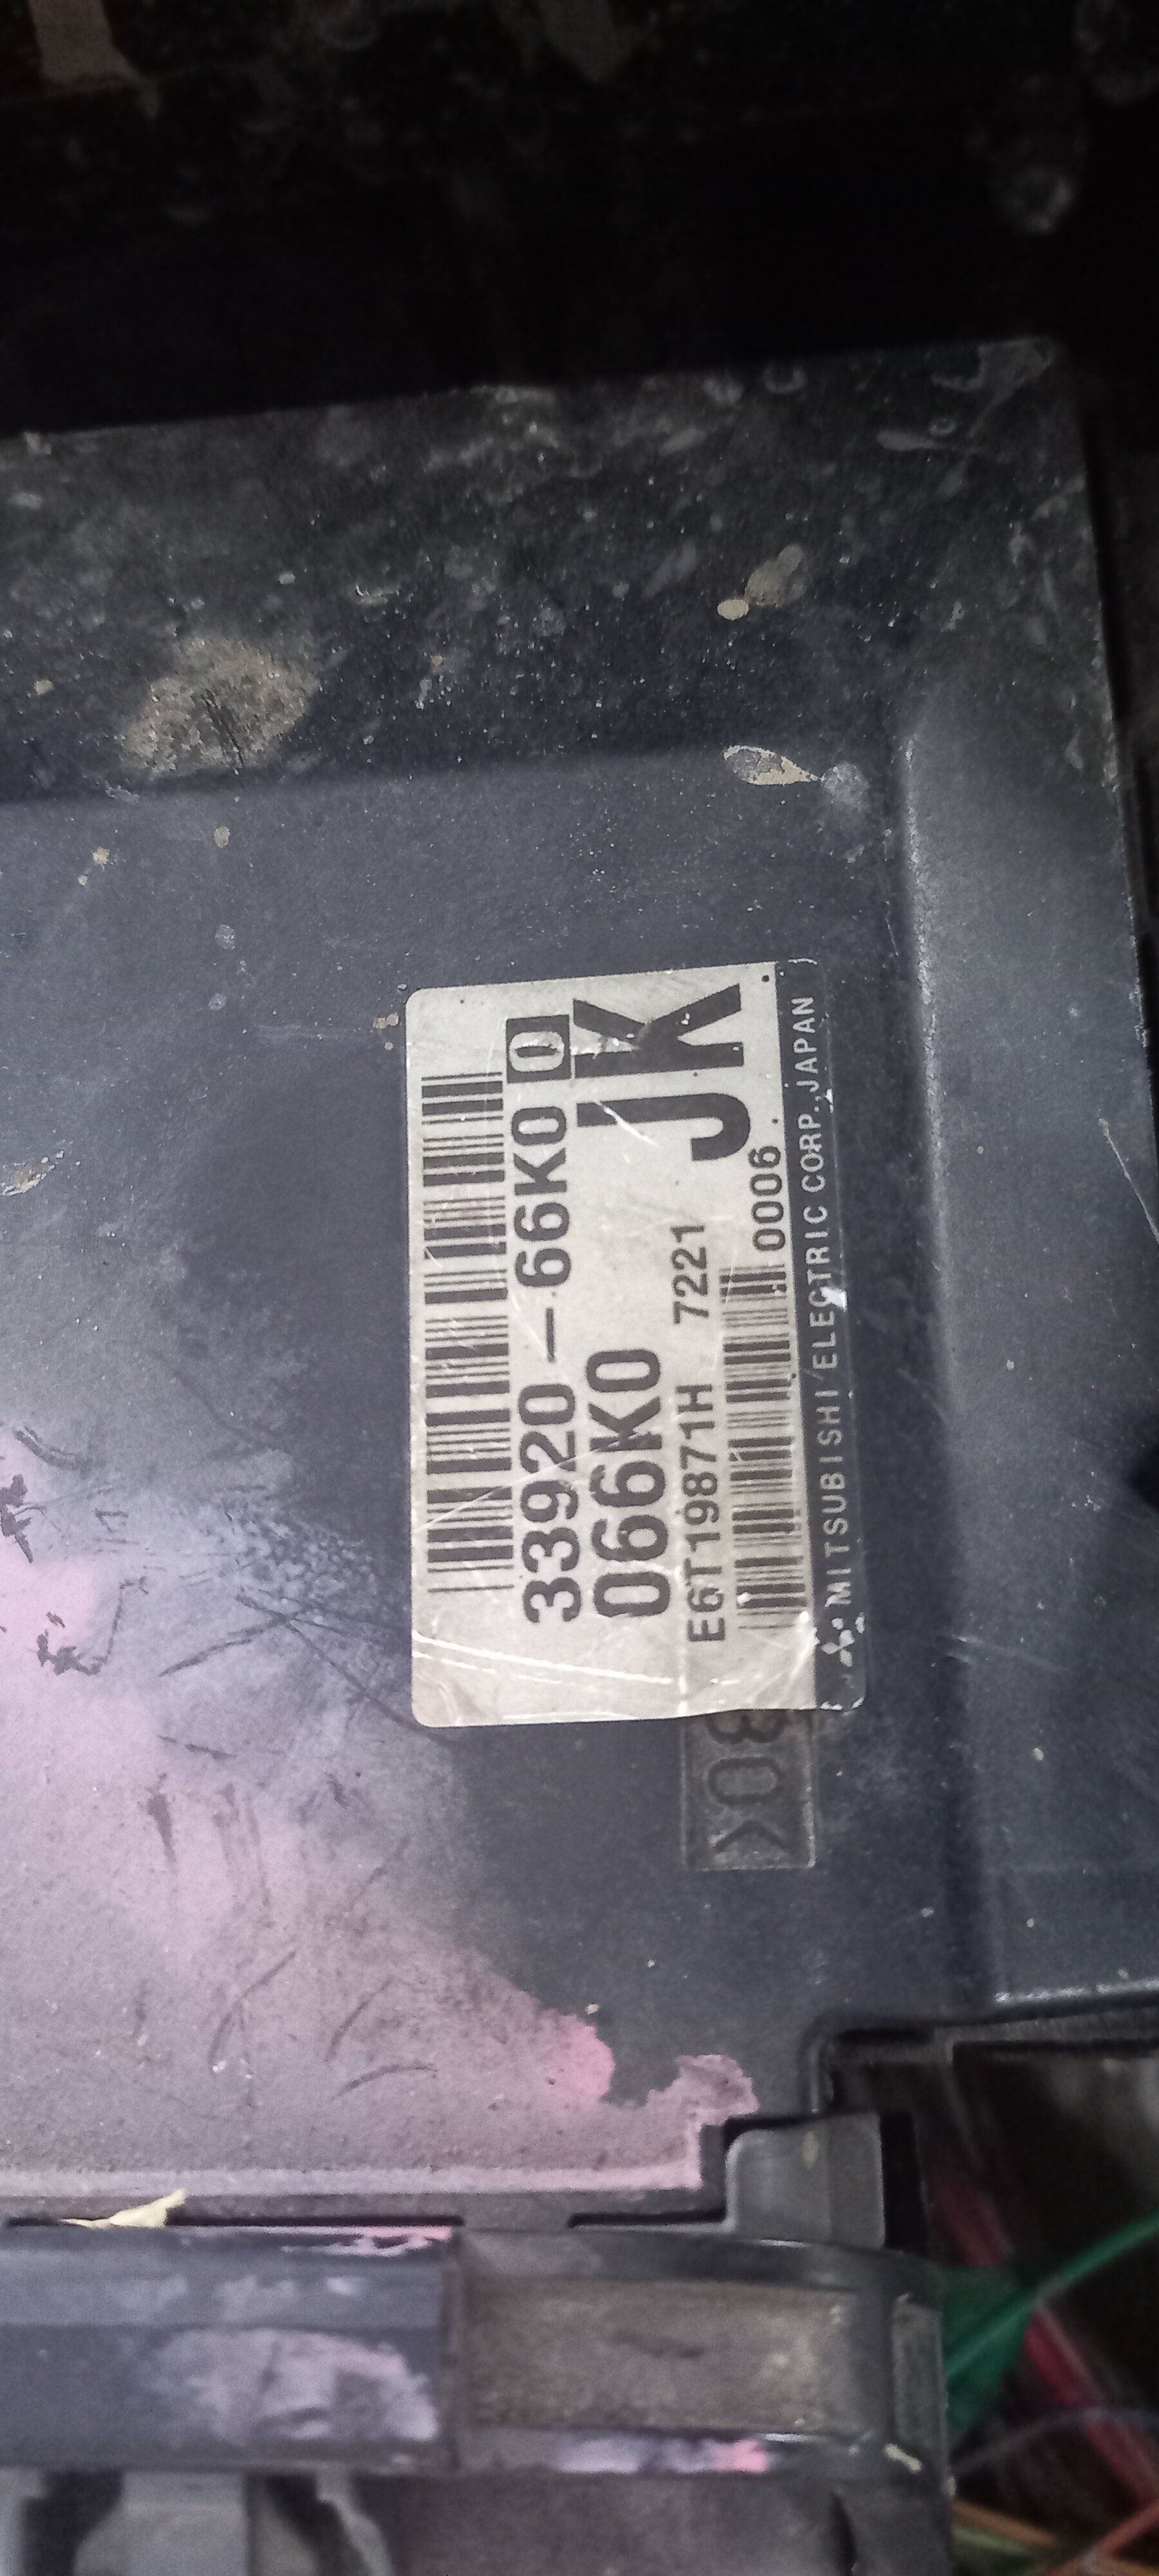 33920-66K0 0
066K0 JK
E6T19871H 7221
0006
MITSUBISHI ELECTRIC CORP., JAPAN
30K